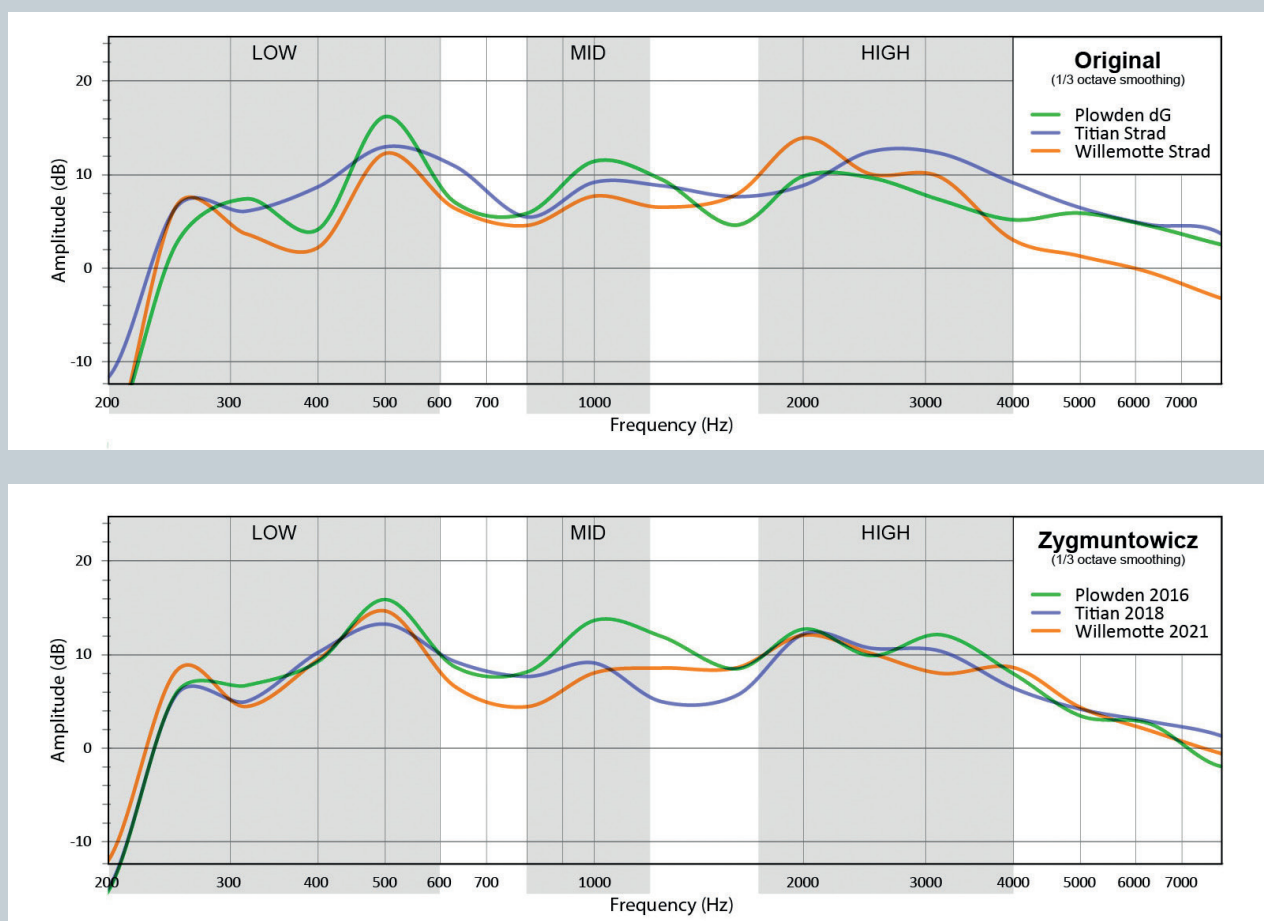 LOW MID HIGH
Original
(1/3 octave smoothing)
Plowden dG
Titian Strad
Willemotte Strad
20
10
0
-10
Amplitude (dB)
200 300 400 500 600 700 1000 2000 3000 4000 5000 6000 7000
Frequency (Hz)
LOW MID HIGH
Zygmuntowicz
(1/3 octave smoothing)
Plowden 2016
Titian 2018
Willemotte 2021
20
10
0
-10
Amplitude (dB)
200 300 400 500 600 700 1000 2000 3000 4000 5000 6000 7000
Frequency (Hz)